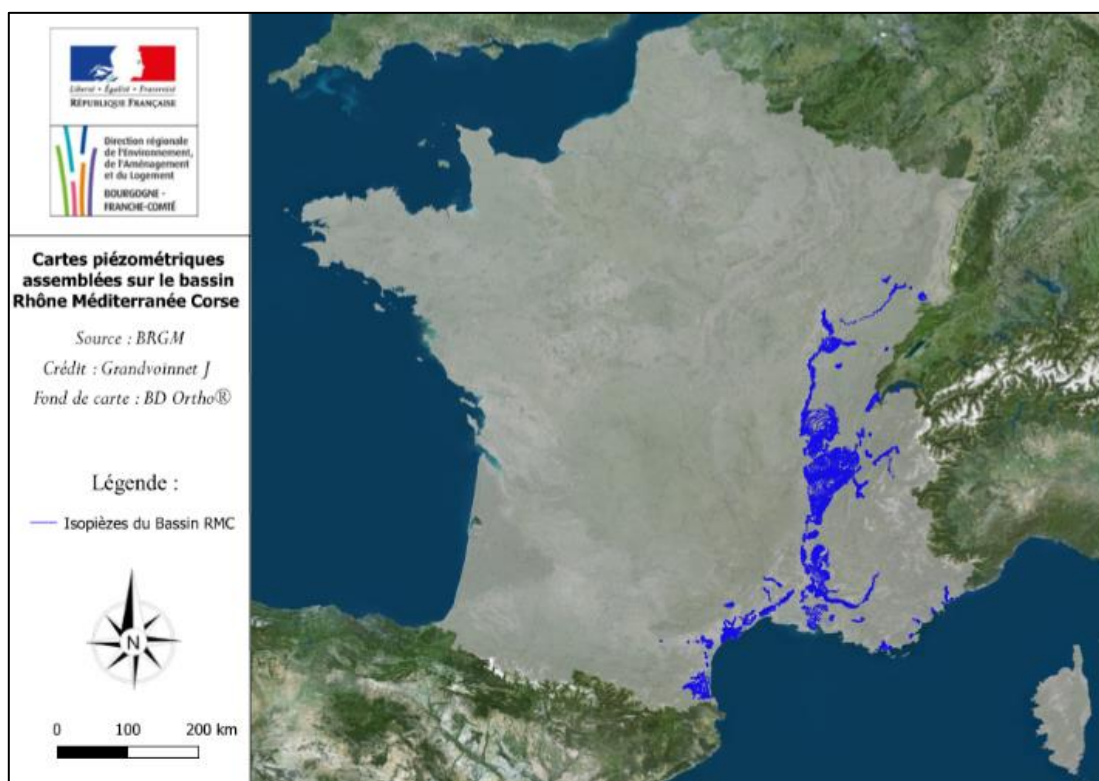 Liberté • Égalité • Fraternité
RÉPUBLIQUE FRANÇAISE
Direction régionale
de l'Environnement,
de l'Aménagement
et du Logement
BOURGOGNE -
FRANCHE-COMTÉ
Cartes piézométriques
assemblées sur le bassin
Rhône Méditerranée Corse
Source : BRGM
Crédit : Grandvoinnet J
Fond de carte : BD Ortho®
Légende :
Isopièzes du Bassin RMC
N
0 100 200 km